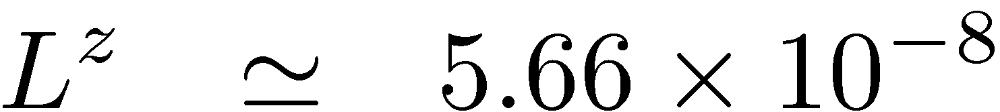 L^z ≃ 5.66 × 10^{-8}